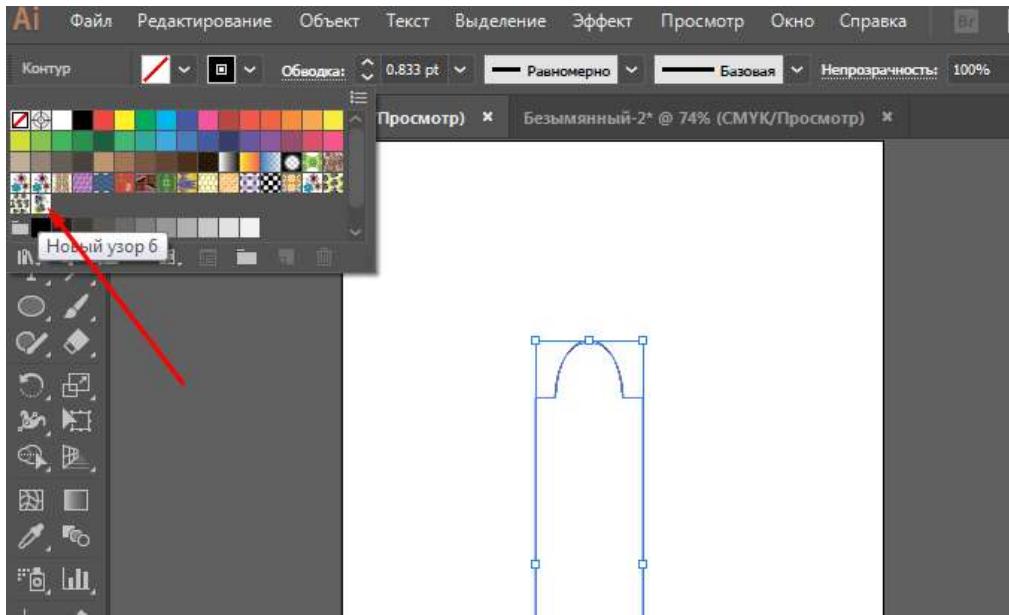 Ai Файл Редактирование Объект Текст Выделение Эффект Просмотр Окно Справка Br
Контур Обводка: 0.833 pt Равномерно Базовая Непрозрачность: 100%
/Просмотр) × Безымянный-2* @ 74% (CMYK/Просмотр) ×
Новый узор 6